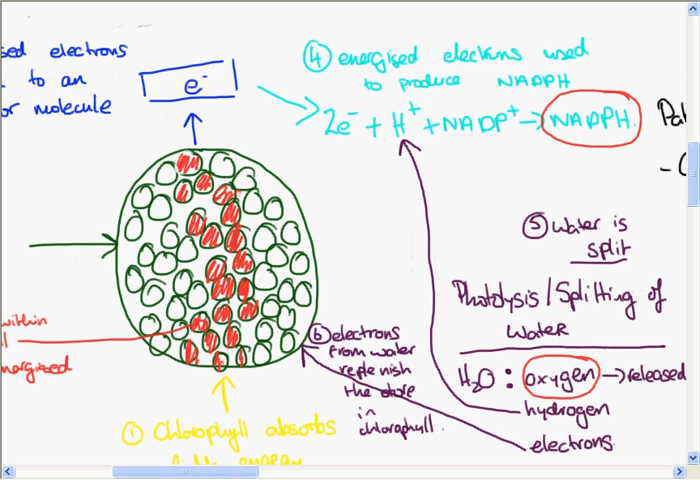 sed electrons
to an
or molecule
e⁻
④ energised electrons used
to produce NADPH
2e⁻ + H⁺ + NADP⁺ → NADPH
⑤ Water is
split
Photolysis/Splitting of
Water
H₂O : oxygen → released
hydrogen
electrons
⑥ electrons
from water
replenish
the store
in
chlorophyll.
within
nergised
① Chlorophyll absorbs